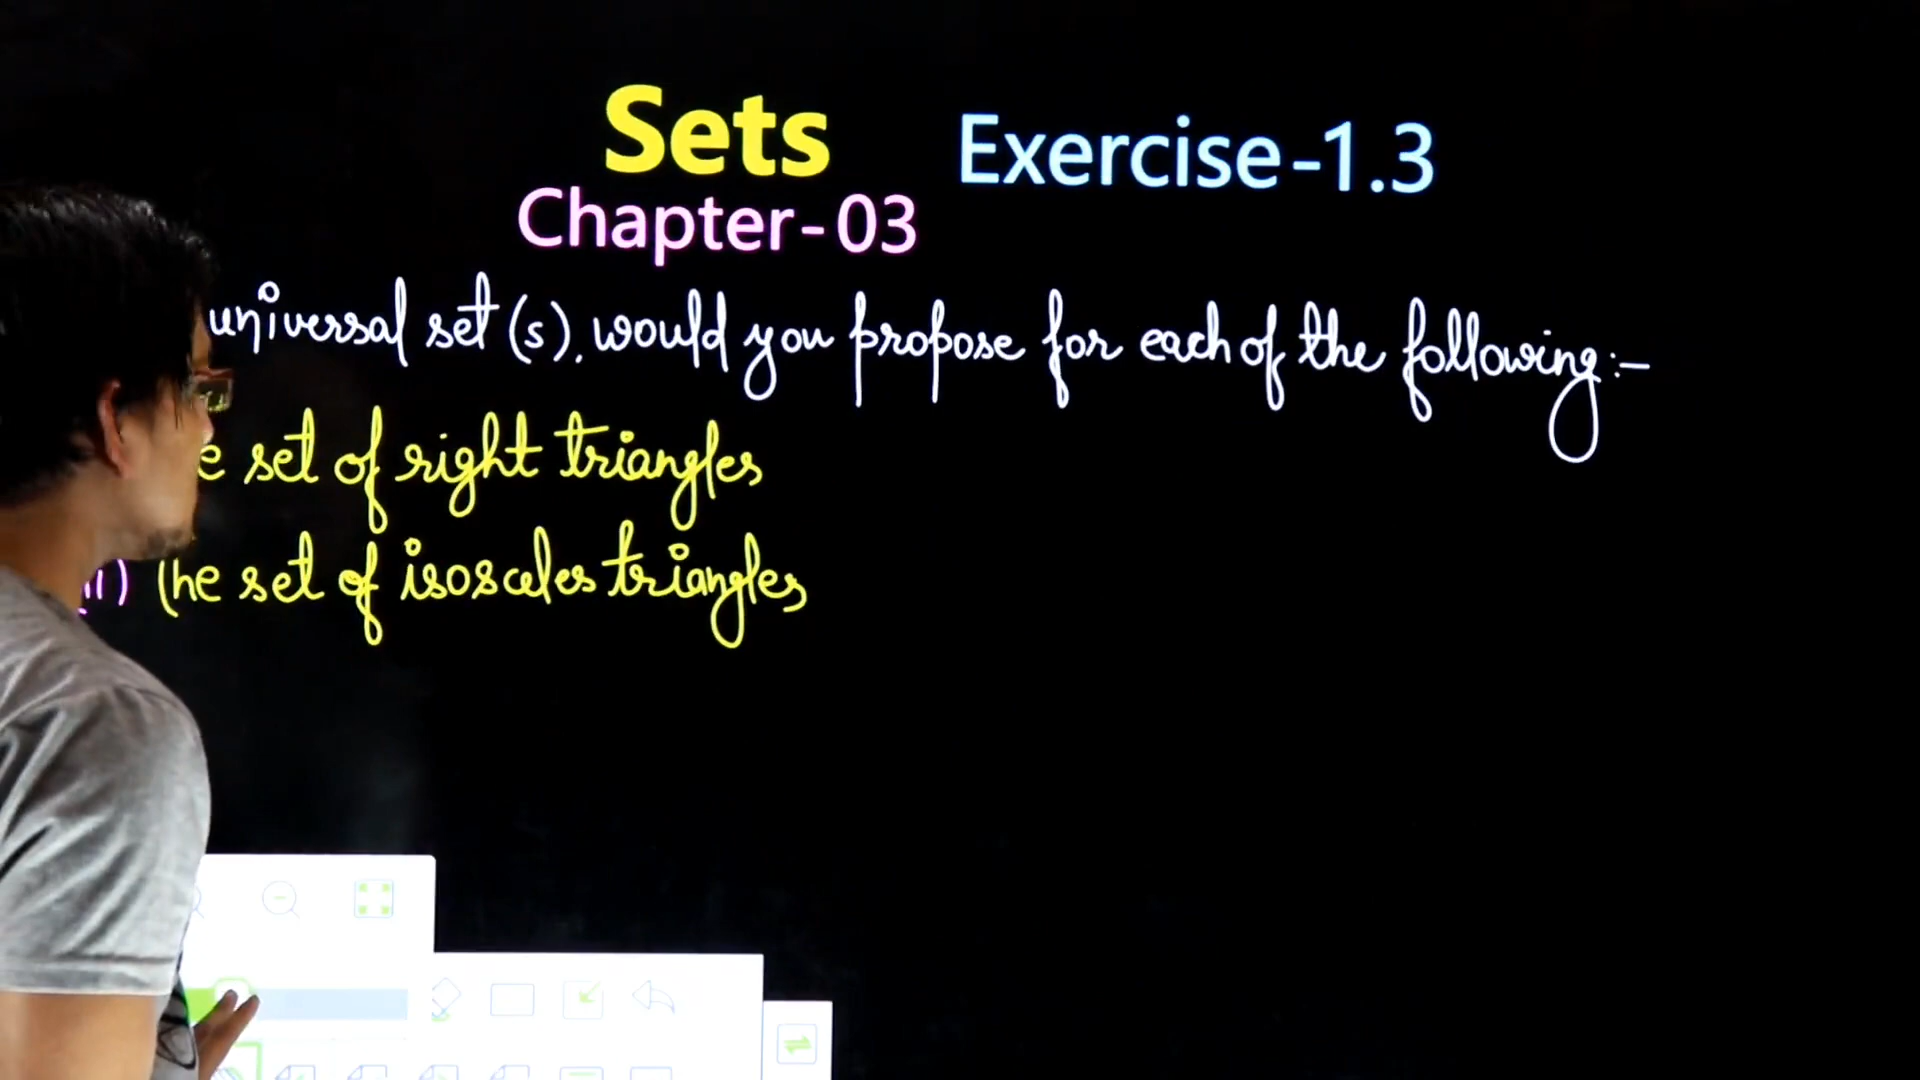 Sets Exercise-1.3
Chapter-03
universal set(s), would you propose for each of the following:-
e set of right triangles
(ii) The set of isosceles triangles